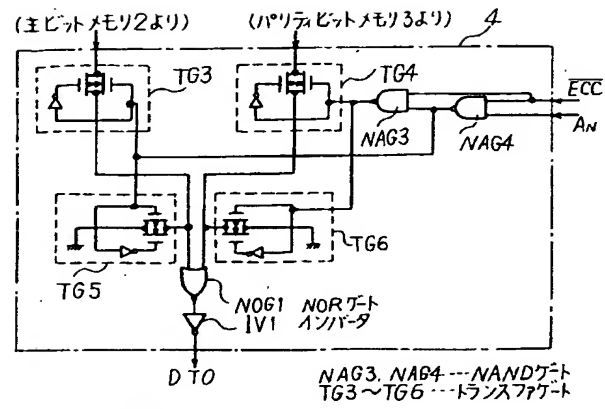 (主ビットメモリ2より)
(パリティビットメモリ3より)
4
TG3
TG4
ECC
AN
NAG3
NAG4
TG5
TG6
NOG1 NORゲート
IV1 インバータ
DTO
NAG3, NAG4…NANDゲート
TG3～TG6…トランスファゲート